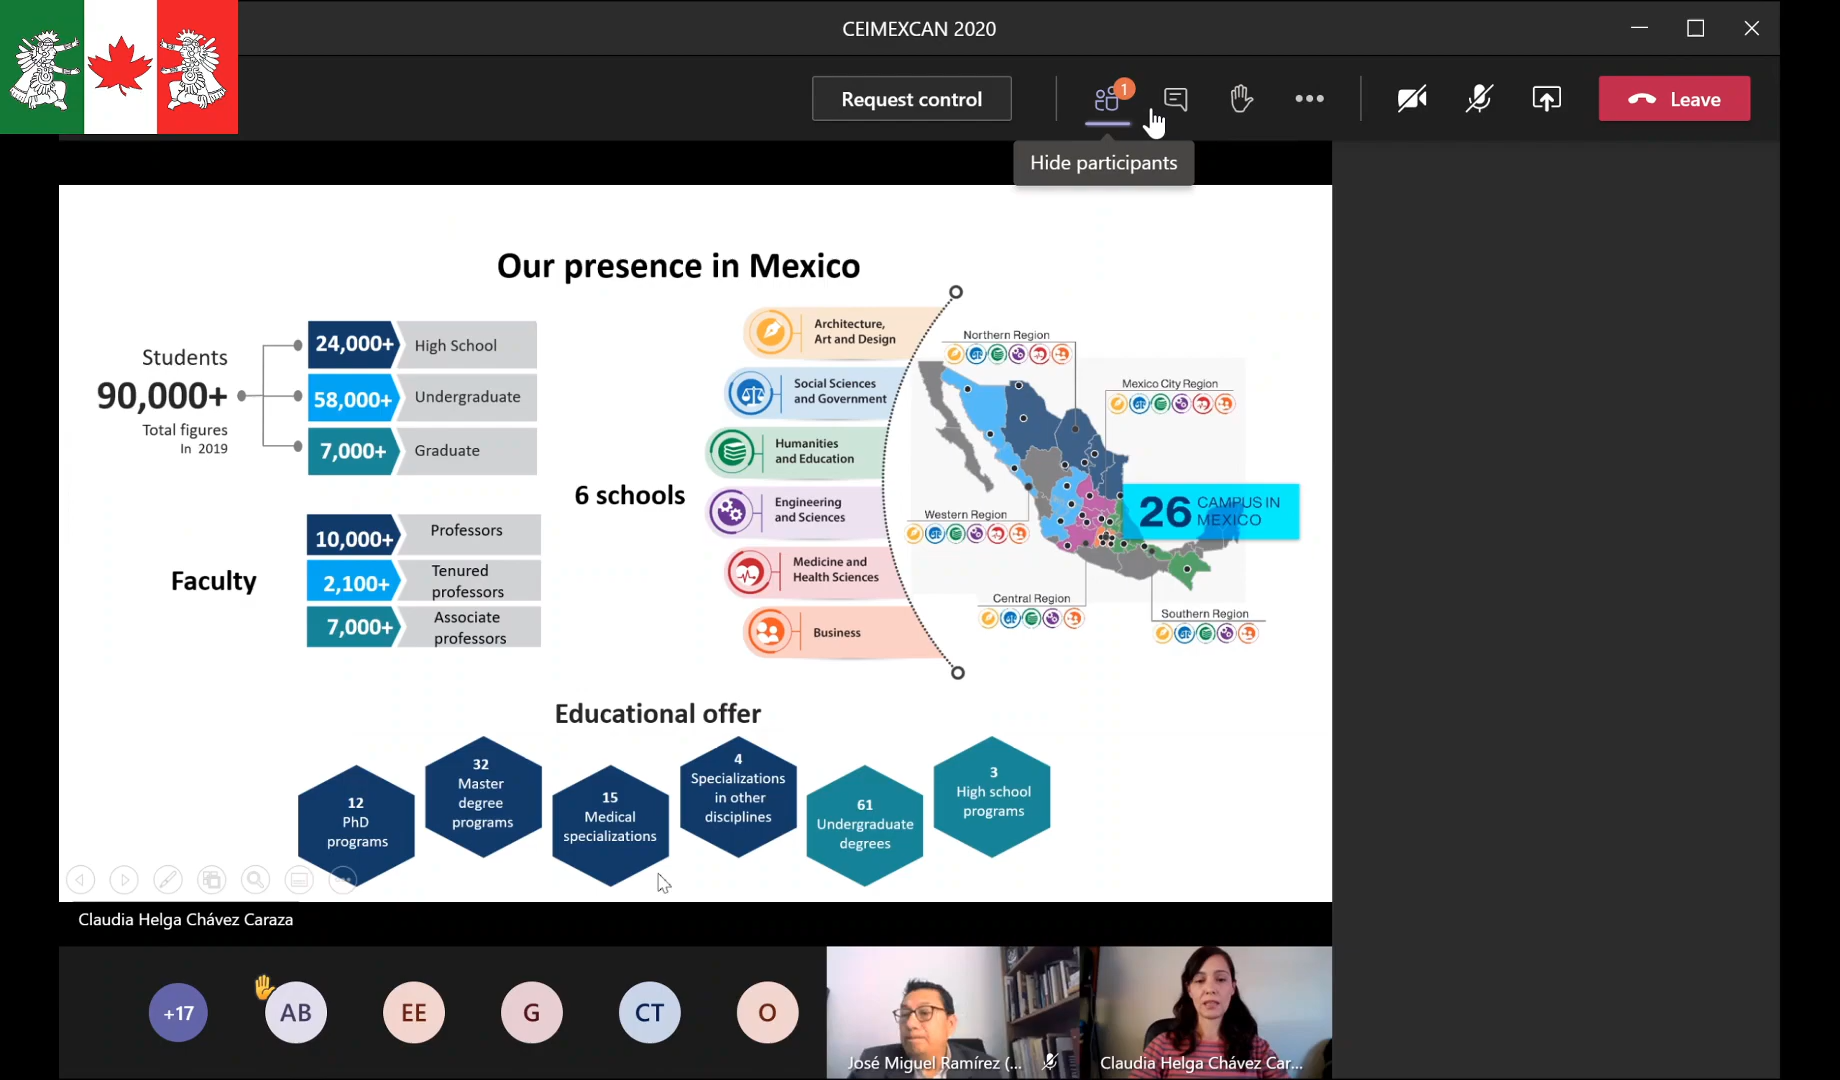 CEIMEXCAN 2020
Request control
1
Leave
Hide participants
Our presence in Mexico
Students
90,000+
Total figures
In 2019
24,000+ High School
58,000+ Undergraduate
7,000+ Graduate
Faculty
10,000+ Professors
2,100+ Tenured
professors
7,000+ Associate
professors
6 schools
Architecture,
Art and Design
Social Sciences
and Government
Humanities
and Education
Engineering
and Sciences
Medicine and
Health Sciences
Business
Northern Region
Mexico City Region
Western Region
26 CAMPUS IN
MEXICO
Central Region
Southern Region
Educational offer
12
PhD
programs
32
Master
degree
programs
15
Medical
specializations
4
Specializations
in other
disciplines
61
Undergraduate
degrees
3
High school
programs
Claudia Helga Chávez Caraza
+17
AB
EE
G
CT
O
José Miguel Ramírez (...
Claudia Helga Chávez Car...